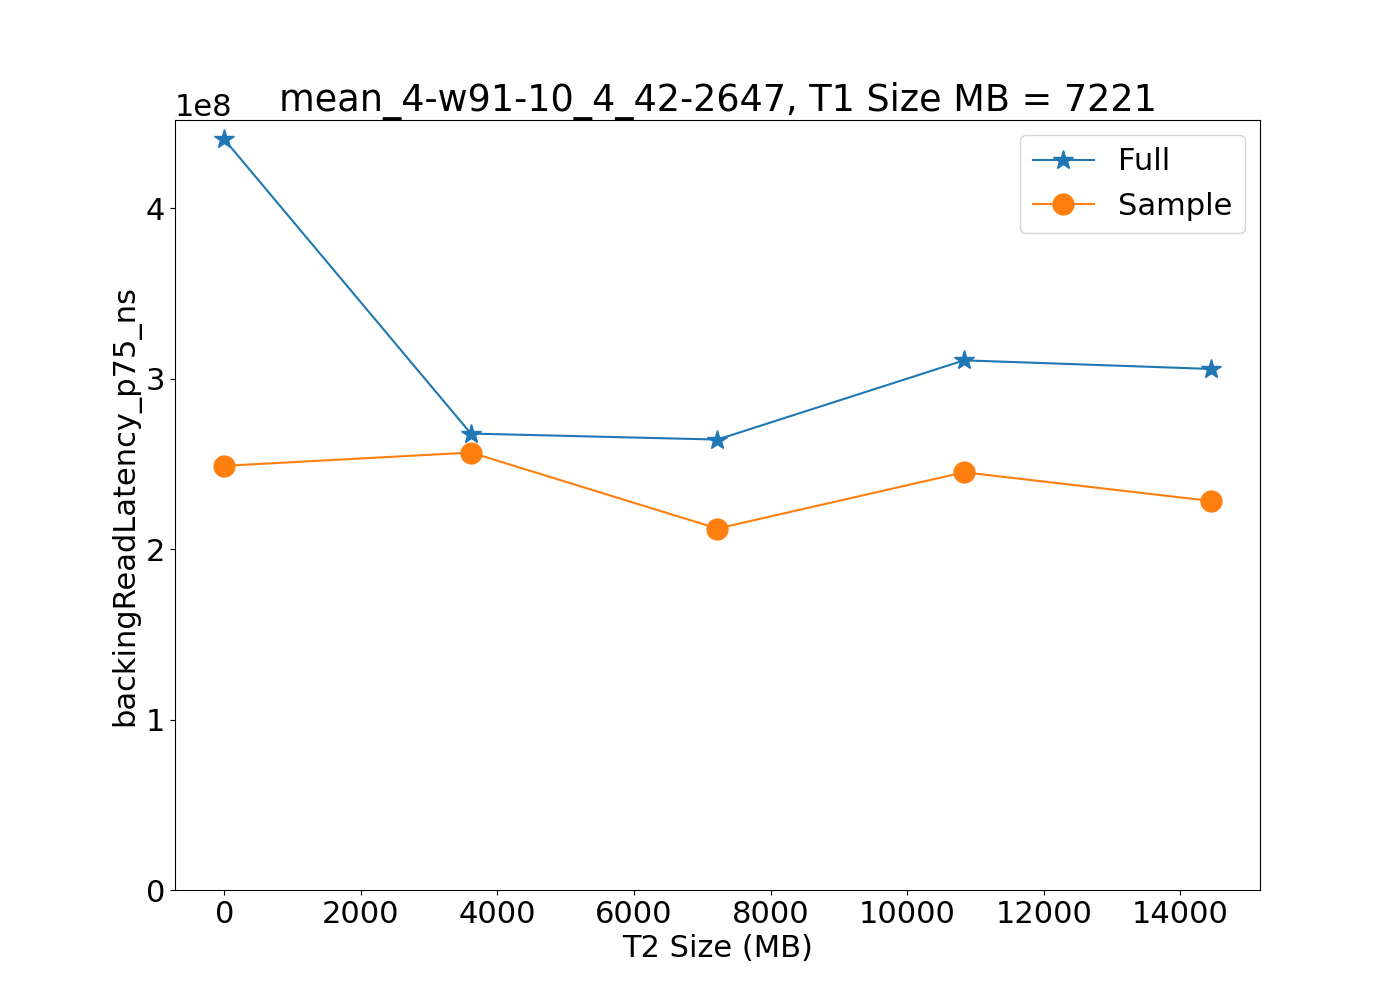 mean_4-w91-10_4_42-2647, T1 Size MB = 7221
1e8
Full
Sample
4
3
2
1
0
backingReadLatency_p75_ns
0 2000 4000 6000 8000 10000 12000 14000
T2 Size (MB)